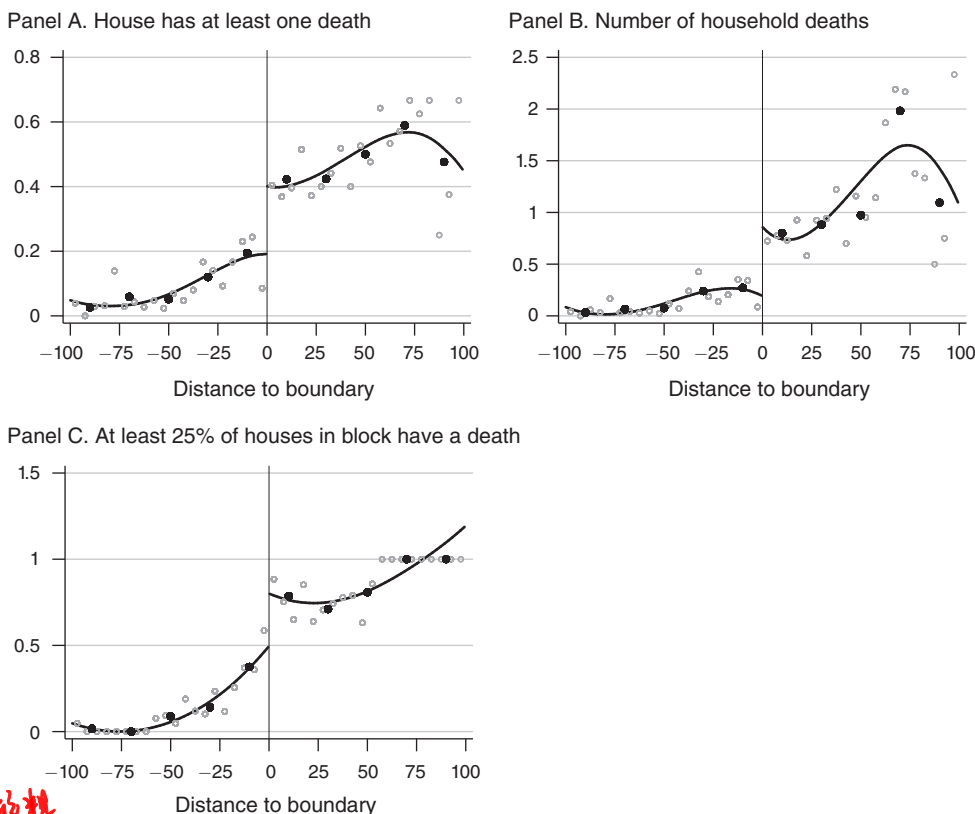 Panel A. House has at least one death
0.8
0.6
0.4
0.2
0
−100 −75 −50 −25 0 25 50 75 100
Distance to boundary
Panel B. Number of household deaths
2.5
2
1.5
1
0.5
0
−100 −75 −50 −25 0 25 50 75 100
Distance to boundary
Panel C. At least 25% of houses in block have a death
1.5
1
0.5
0
−100 −75 −50 −25 0 25 50 75 100
Distance to boundary